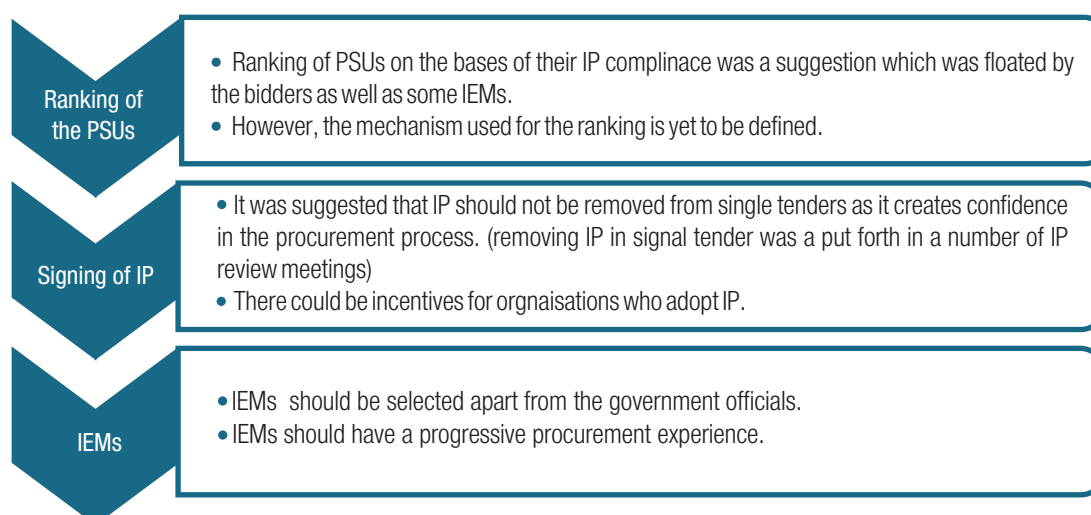 Ranking of
the PSUs
• Ranking of PSUs on the bases of their IP complinace was a suggestion which was floated by
the bidders as well as some IEMs.
• However, the mechanism used for the ranking is yet to be defined.
Signing of IP
• It was suggested that IP should not be removed from single tenders as it creates confidence
in the procurement process. (removing IP in signal tender was a put forth in a number of IP
review meetings)
• There could be incentives for orgnaisations who adopt IP.
IEMs
• IEMs should be selected apart from the government officials.
• IEMs should have a progressive procurement experience.